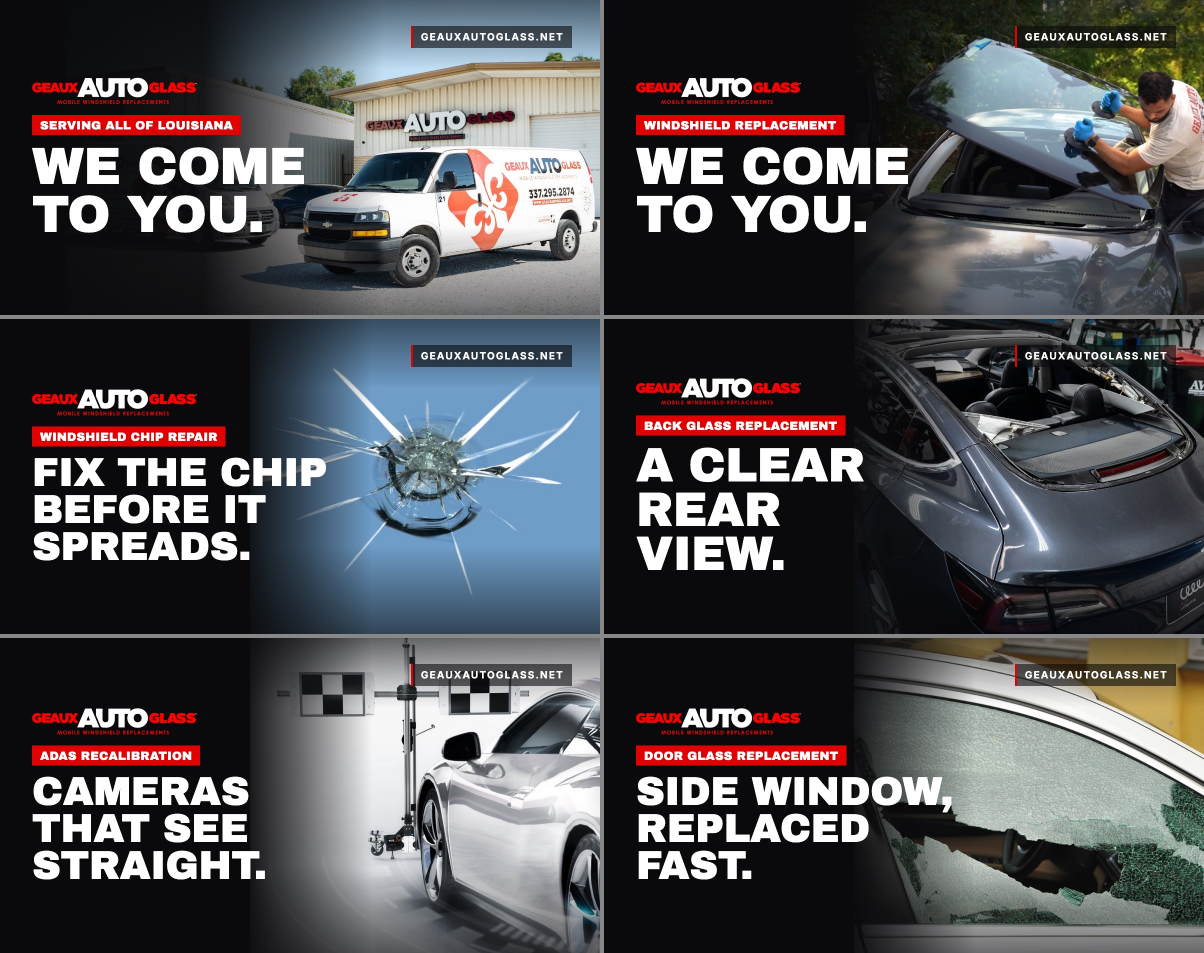 GEAUXAUTOGLASS.NET
GEAUX AUTO GLASS
MOBILE WINDSHIELD REPLACEMENTS
SERVING ALL OF LOUISIANA
WE COME
TO YOU.
GEAUX AUTO GLASS
GEAUX AUTO GLASS
337.295.2874
21
GEAUXAUTOGLASS.NET
GEAUX AUTO GLASS
MOBILE WINDSHIELD REPLACEMENTS
WINDSHIELD REPLACEMENT
WE COME
TO YOU.
GEAUXAUTOGLASS.NET
GEAUX AUTO GLASS
MOBILE WINDSHIELD REPLACEMENTS
WINDSHIELD CHIP REPAIR
FIX THE CHIP
BEFORE IT
SPREADS.
GEAUXAUTOGLASS.NET
GEAUX AUTO GLASS
MOBILE WINDSHIELD REPLACEMENTS
BACK GLASS REPLACEMENT
A CLEAR
REAR
VIEW.
GEAUXAUTOGLASS.NET
GEAUX AUTO GLASS
MOBILE WINDSHIELD REPLACEMENTS
ADAS RECALIBRATION
CAMERAS
THAT SEE
STRAIGHT.
GEAUXAUTOGLASS.NET
GEAUX AUTO GLASS
MOBILE WINDSHIELD REPLACEMENTS
DOOR GLASS REPLACEMENT
SIDE WINDOW,
REPLACED
FAST.